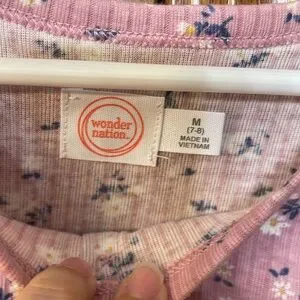 wonder
nation.
M
(7-8)
MADE IN
VIETNAM